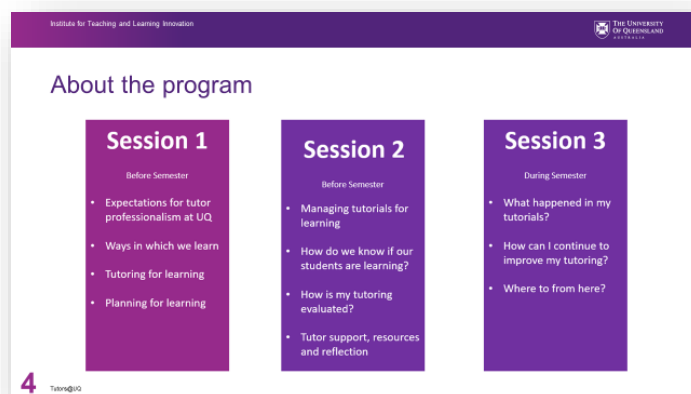 Institute for Teaching and Learning Innovation
THE UNIVERSITY
OF QUEENSLAND
AUSTRALIA
About the program
Session 1
Before Semester
• Expectations for tutor
professionalism at UQ
• Ways in which we learn
• Tutoring for learning
• Planning for learning
Session 2
Before Semester
• Managing tutorials for
learning
• How do we know if our
students are learning?
• How is my tutoring
evaluated?
• Tutor support, resources
and reflection
Session 3
During Semester
• What happened in my
tutorials?
• How can I continue to
improve my tutoring?
• Where to from here?
4
Tutors@UQ